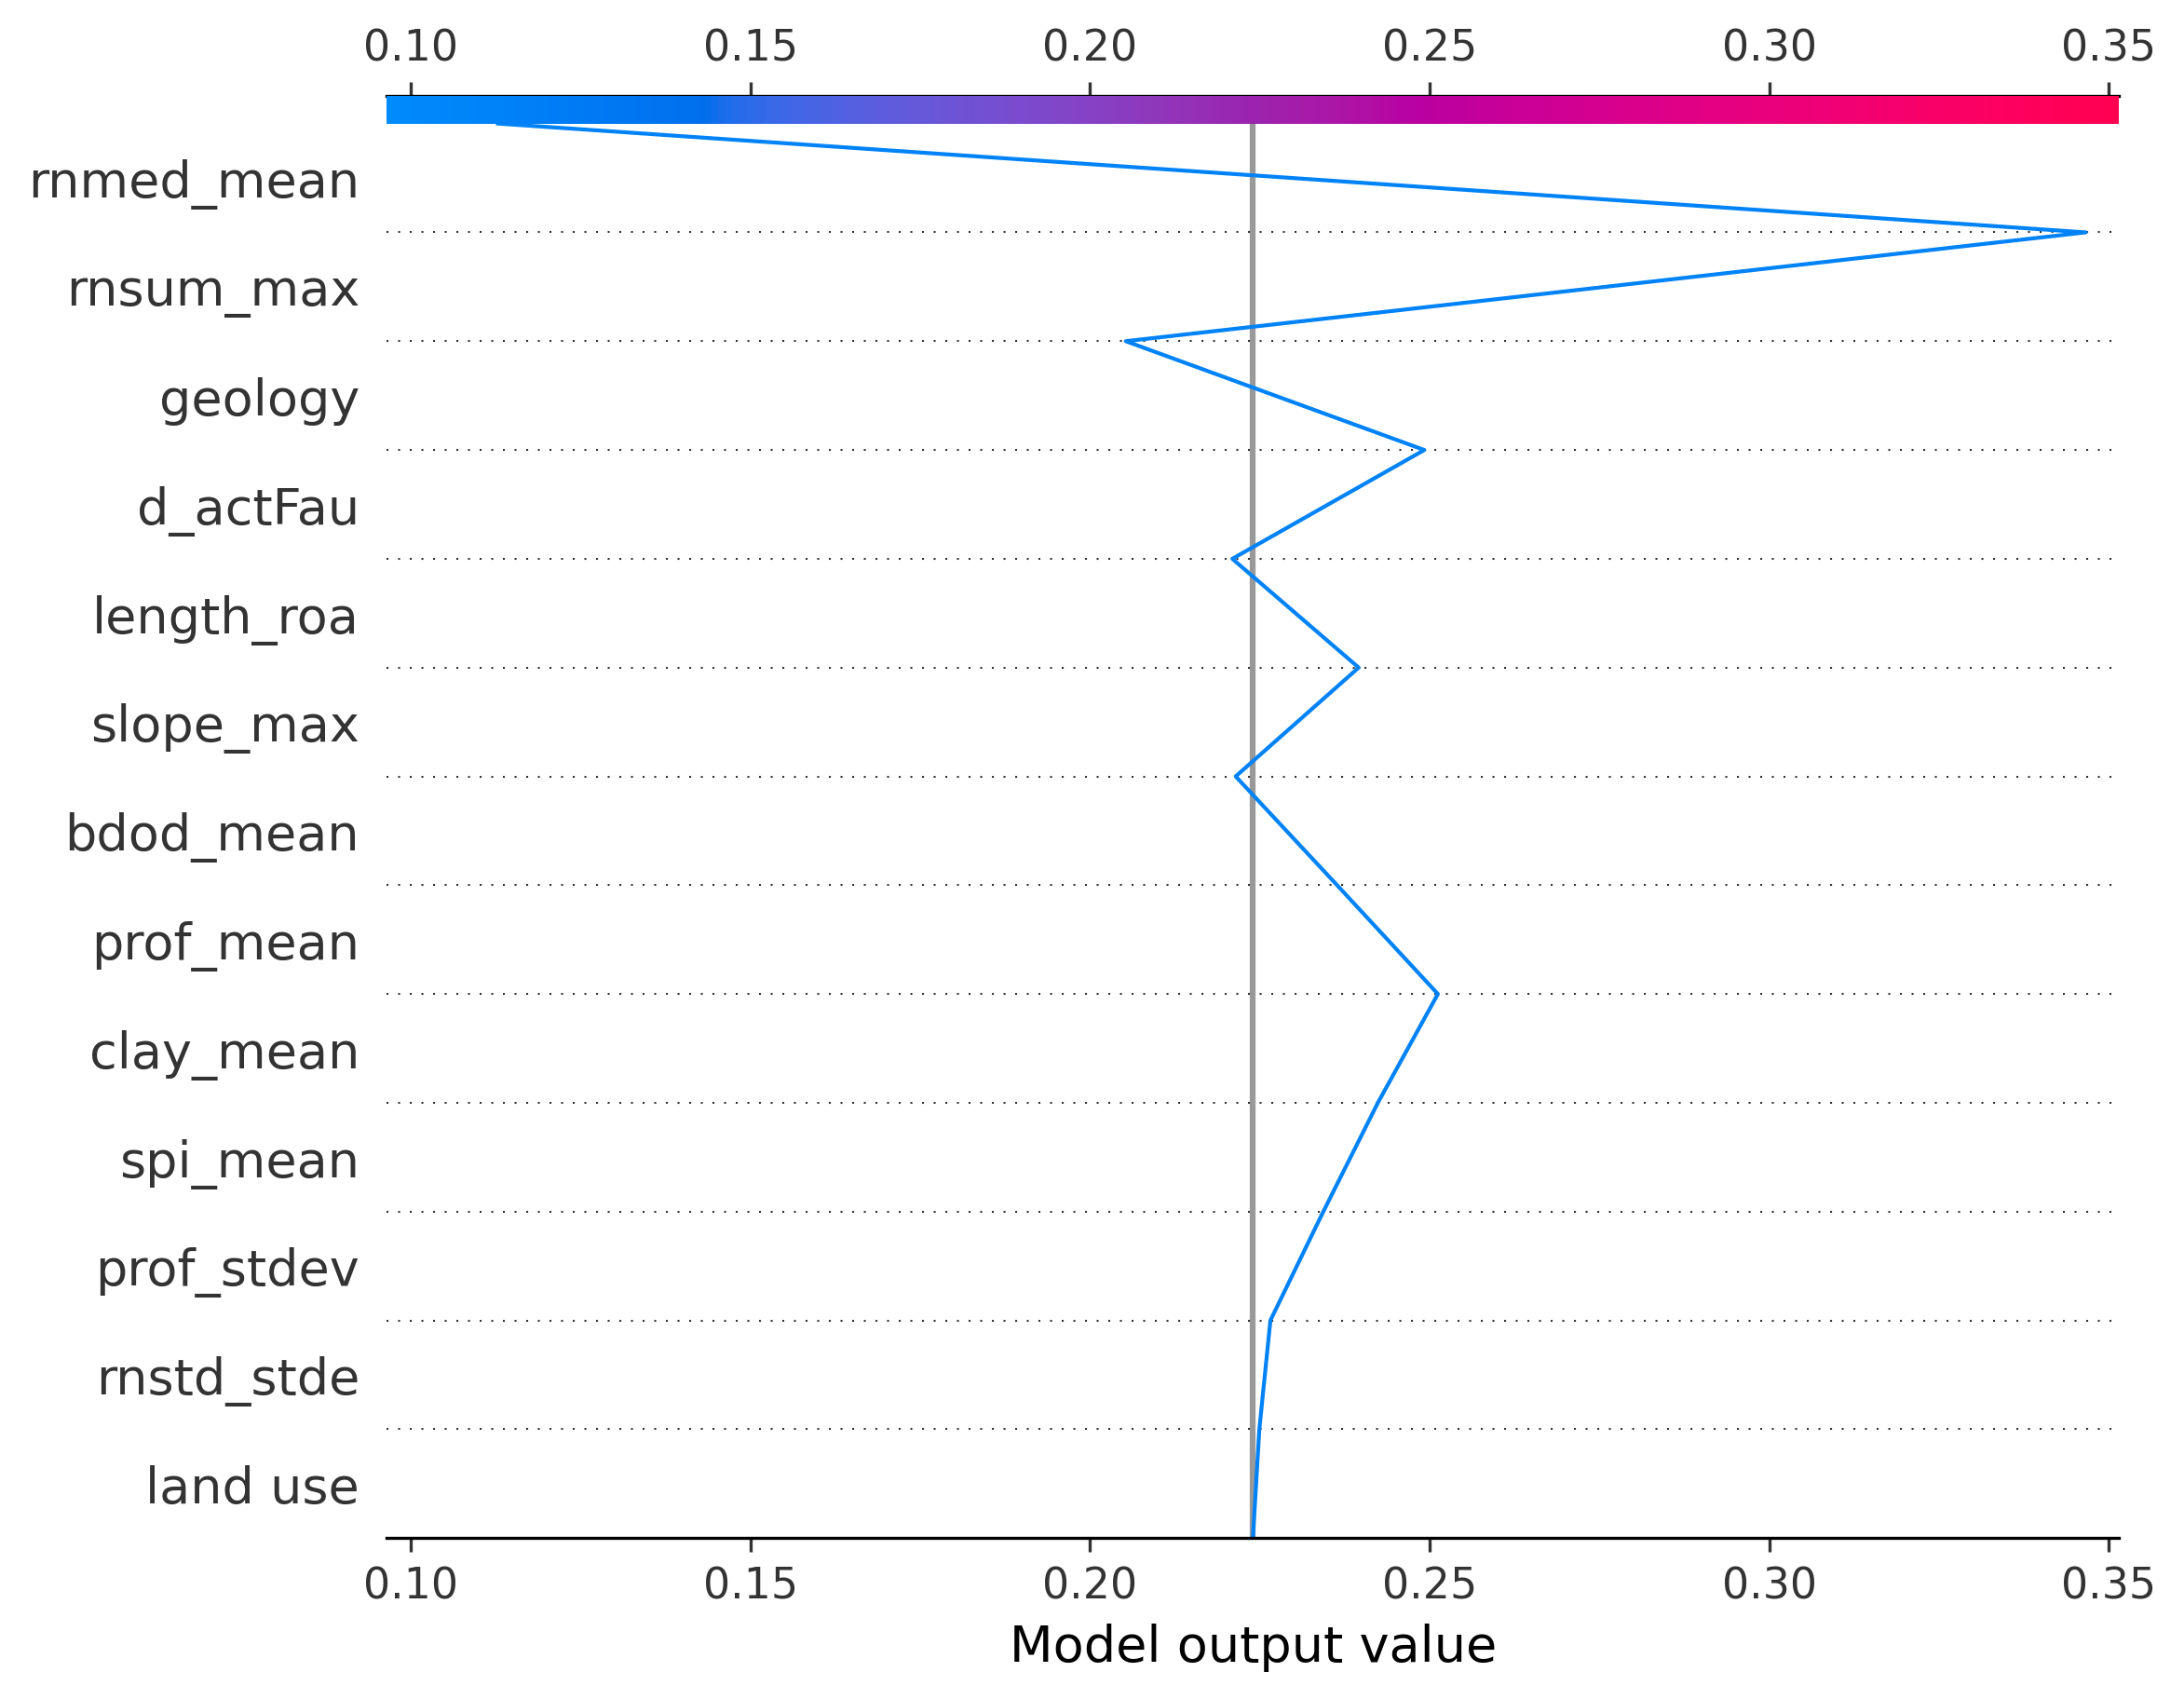 0.10 0.15 0.20 0.25 0.30 0.35
rnmed_mean
rnsum_max
geology
d_actFau
length_roa
slope_max
bdod_mean
prof_mean
clay_mean
spi_mean
prof_stdev
rnstd_stde
land use
0.10 0.15 0.20 0.25 0.30 0.35
Model output value